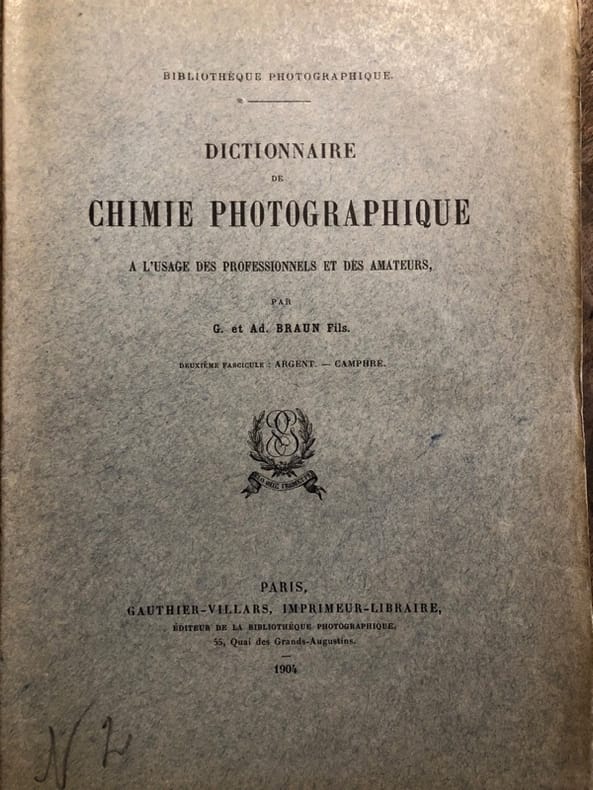 BIBLIOTHÈQUE PHOTOGRAPHIQUE.
DICTIONNAIRE
DE
CHIMIE PHOTOGRAPHIQUE
A L'USAGE DES PROFESSIONNELS ET DES AMATEURS,
PAR
G. et Ad. BRAUN Fils.
DEUXIÈME FASCICULE : ARGENT. — CAMPHRE.
PARIS,
GAUTHIER-VILLARS, IMPRIMEUR-LIBRAIRE,
ÉDITEUR DE LA BIBLIOTHÈQUE PHOTOGRAPHIQUE,
55, Quai des Grands-Augustins.
1904
N 2